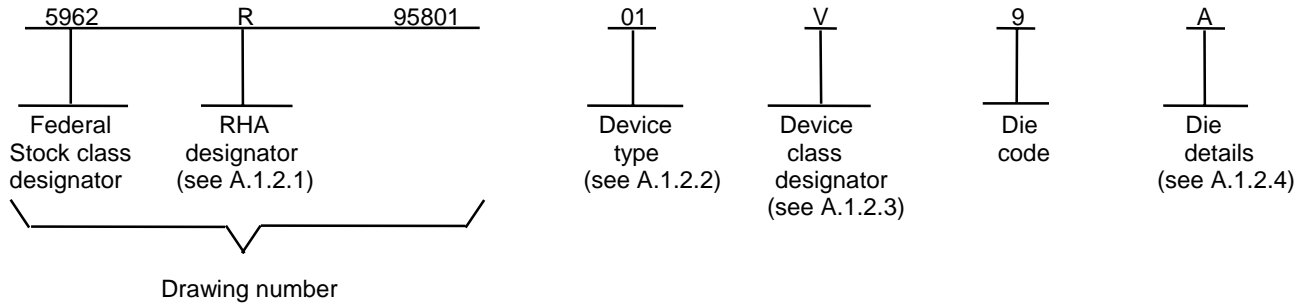 5962 R 95801 01 V 9 A
Federal RHA Device Device Die Die
Stock class designator type class code details
designator (see A.1.2.1) (see A.1.2.2) designator (see A.1.2.4)
(see A.1.2.3)
Drawing number